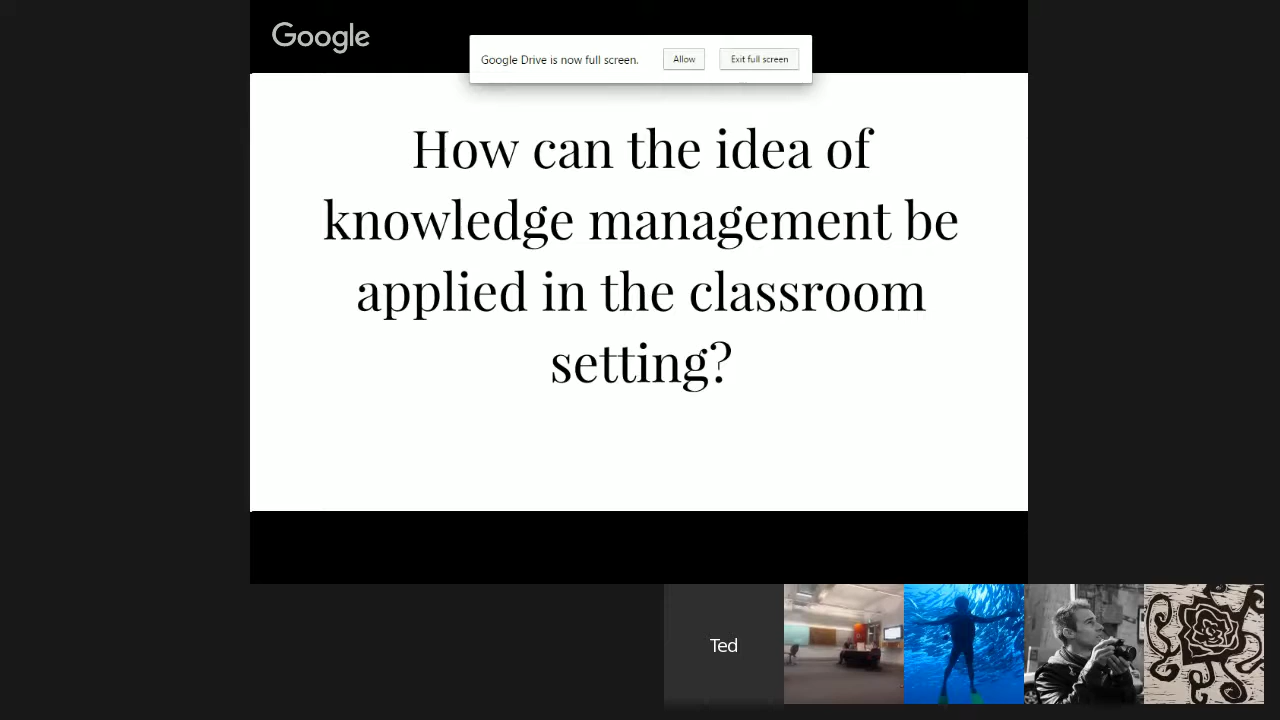 Google
Google Drive is now full screen. Allow Exit full screen
How can the idea of
knowledge management be
applied in the classroom
setting?
Ted